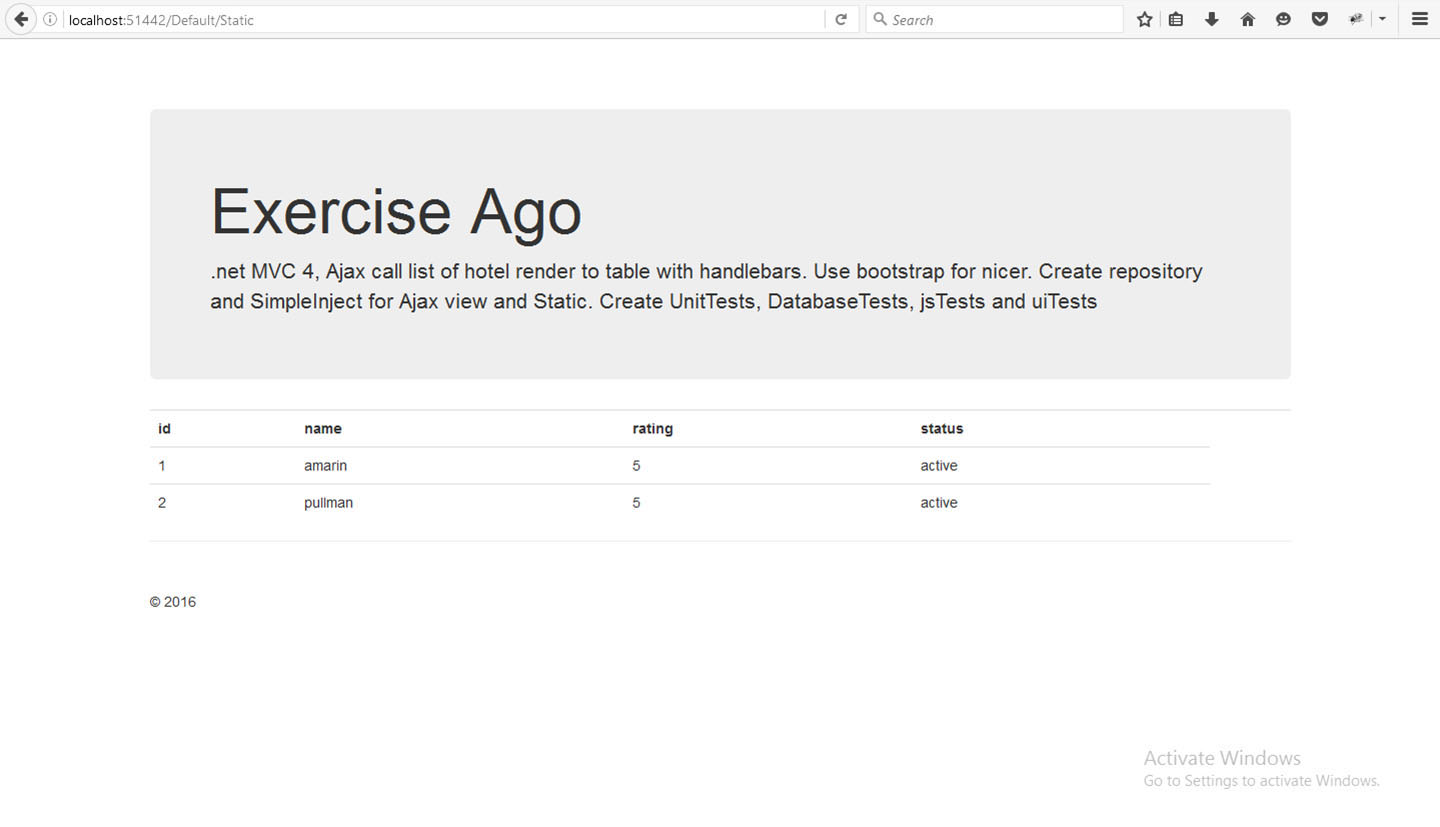 localhost:51442/Default/Static
Search
Exercise Ago
.net MVC 4, Ajax call list of hotel render to table with handlebars. Use bootstrap for nicer. Create repository
and SimpleInject for Ajax view and Static. Create UnitTests, DatabaseTests, jsTests and uiTests
id name rating status
1 amarin 5 active
2 pullman 5 active
© 2016
Activate Windows
Go to Settings to activate Windows.